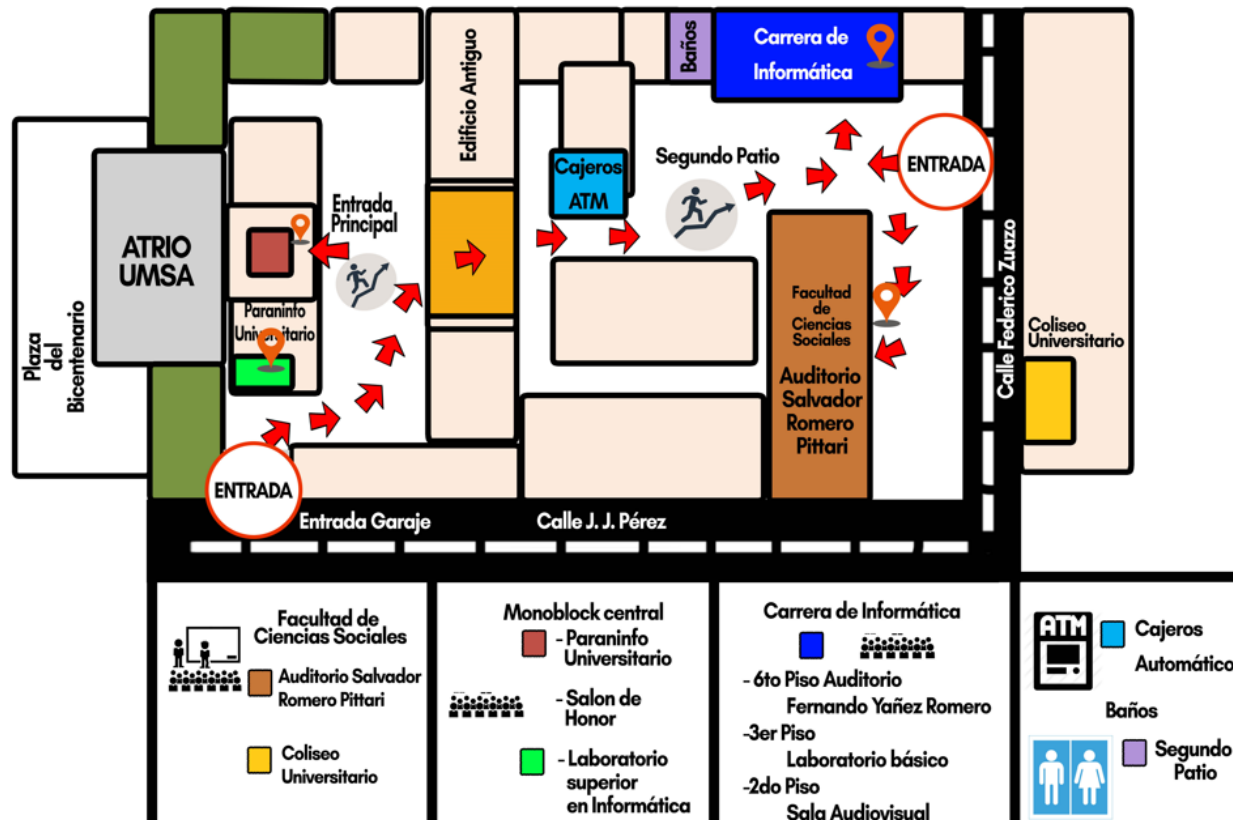 Carrera de
Informática
Baños
Edificio Antiguo
Cajeros
ATM
Segundo Patio
ENTRADA
Entrada
Principal
ATRIO
UMSA
Paraninfo
Universitario
Plaza
del
Bicentenario
Facultad
de
Ciencias
Sociales
Auditorio
Salvador
Romero
Pittari
Calle Federico Zuazo
Coliseo
Universitario
ENTRADA
Entrada Garaje
Calle J. J. Pérez
Facultad de
Ciencias Sociales
Auditorio Salvador
Romero Pittari
Coliseo
Universitario
Monoblock central
- Paraninfo
Universitario
- Salon de
Honor
- Laboratorio
superior
en Informática
Carrera de Informática
- 6to Piso Auditorio
Fernando Yañez Romero
-3er Piso
Laboratorio básico
-2do Piso
Sala Audiovisual
ATM
Cajeros
Automático
Baños
Segundo
Patio